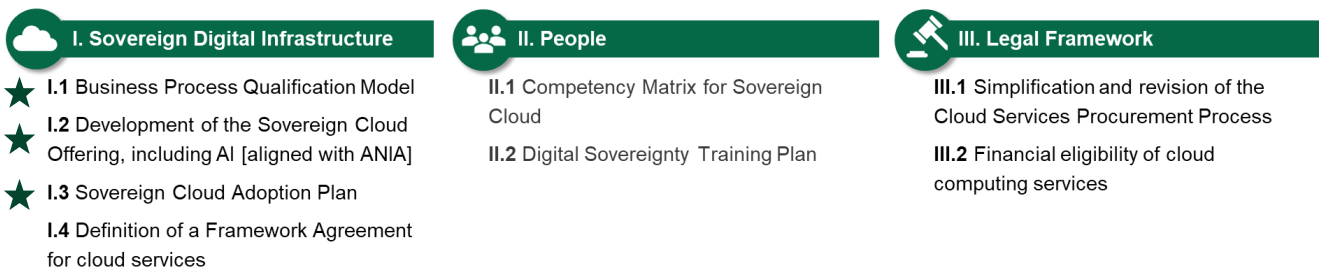 I. Sovereign Digital Infrastructure
I.1 Business Process Qualification Model
I.2 Development of the Sovereign Cloud
Offering, including AI [aligned with ANIA]
I.3 Sovereign Cloud Adoption Plan
I.4 Definition of a Framework Agreement
for cloud services
II. People
II.1 Competency Matrix for Sovereign
Cloud
II.2 Digital Sovereignty Training Plan
III. Legal Framework
III.1 Simplification and revision of the
Cloud Services Procurement Process
III.2 Financial eligibility of cloud
computing services